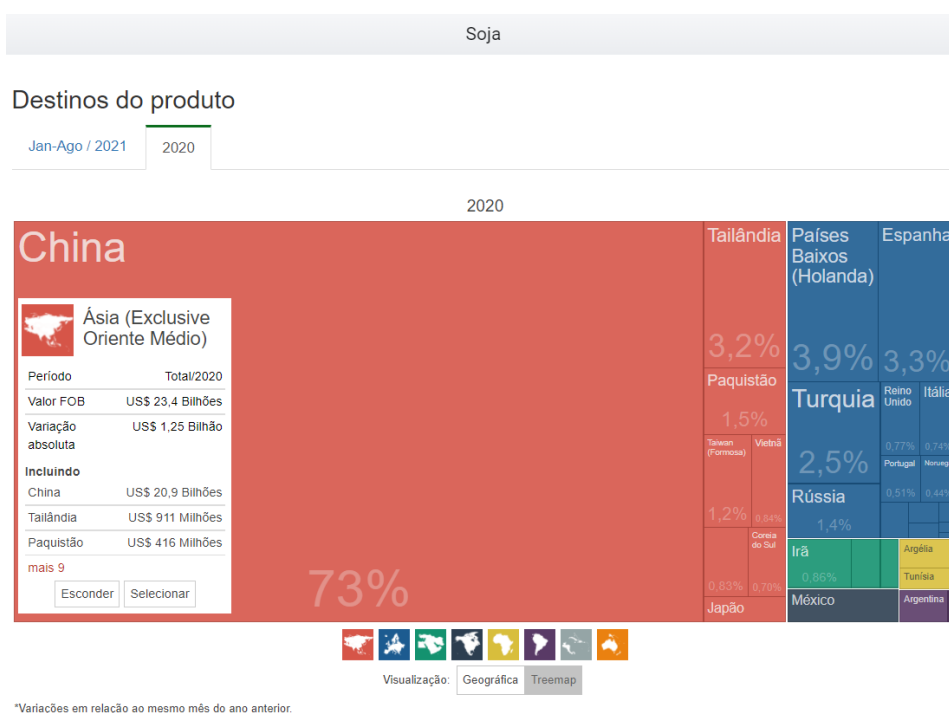 Soja
Destinos do produto
Jan-Ago / 2021
2020
2020
China
73%
Ásia (Exclusive
Oriente Médio)
Período Total/2020
Valor FOB US$ 23,4 Bilhões
Variação US$ 1,25 Bilhão
absoluta
Incluindo
China US$ 20,9 Bilhões
Tailândia US$ 911 Milhões
Paquistão US$ 416 Milhões
mais 9
Esconder Selecionar
Tailândia
3,2%
Paquistão
1,5%
Taiwan
(Formosa)
1,2%
Vietnã
0,83%
Coreia
do Sul
0,70%
Japão
Países
Baixos
(Holanda)
3,9%
Espanha
3,3%
Turquia
2,5%
Reino
Unido
0,77%
Itália
0,74%
Portugal
0,51%
0,44%
Rússia
1,4%
Irã
0,86%
Argélia
Tunísia
México
Argentina
Visualização: Geográfica Treemap
*Variações em relação ao mesmo mês do ano anterior.